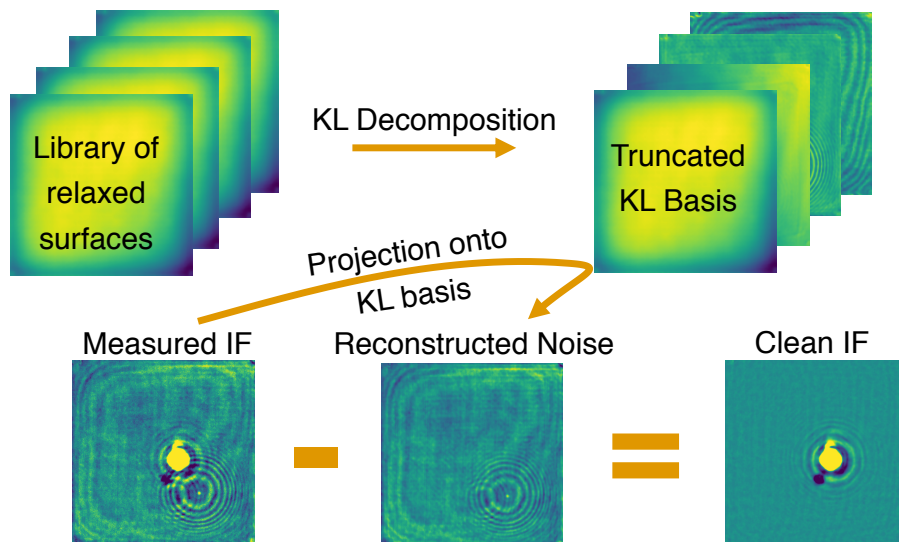 Library of
relaxed
surfaces
KL Decomposition
Truncated
KL Basis
Projection onto
KL basis
Measured IF
Reconstructed Noise
Clean IF